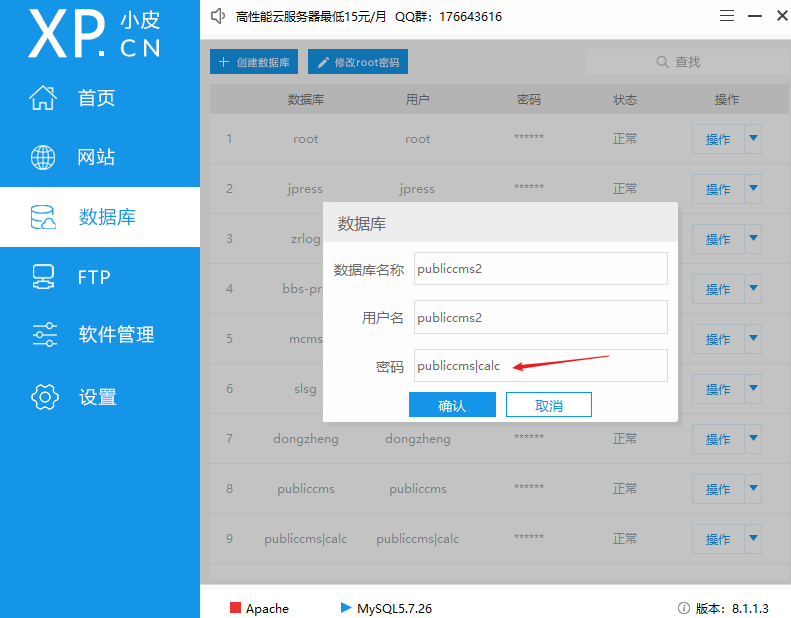 XP.CN 小皮
高性能云服务器最低15元/月 QQ群：176643616
首页
网站
数据库
FTP
软件管理
设置
创建数据库 修改root密码 查找
数据库 用户 密码 状态 操作
1 root root ****** 正常 操作
2 jpress jpress ****** 正常 操作
3 zrlog 操作
4 bbs-pr 操作
5 mcms 操作
6 slsg 操作
7 dongzheng dongzheng ****** 正常 操作
8 publiccms publiccms ****** 正常 操作
9 publiccms|calc publiccms|calc ****** 正常 操作
数据库
数据库名称 publiccms2
用户名 publiccms2
密码 publiccms|calc
确认 取消
Apache MySQL5.7.26 版本：8.1.1.3